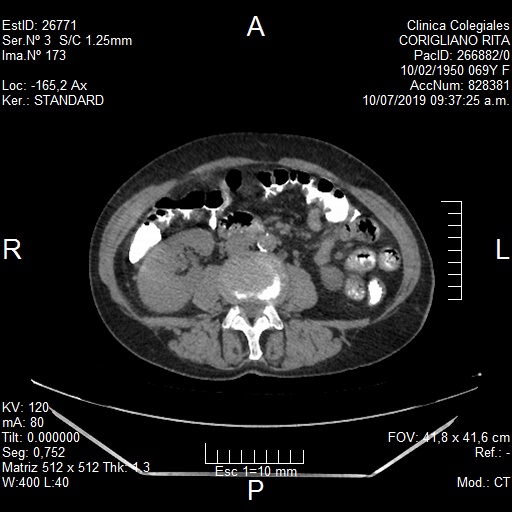 EstID: 26771
Ser.Nº 3 S/C 1.25mm
Ima.Nº 173
Loc: -165,2 Ax
Ker.: STANDARD
A
Clinica Colegiales
CORIGLIANO RITA
PacID: 266882/0
10/02/1950 069Y F
AccNum: 828381
10/07/2019 09:37:25 a.m.
R
L
KV: 120
mA: 80
Tilt: 0.000000
Seg: 0,752
Matriz 512 x 512 Thk: 1.3
W:400 L:40
Esc 1=10 mm
P
FOV: 41,8 x 41,6 cm
Ref.: -
Mod.: CT